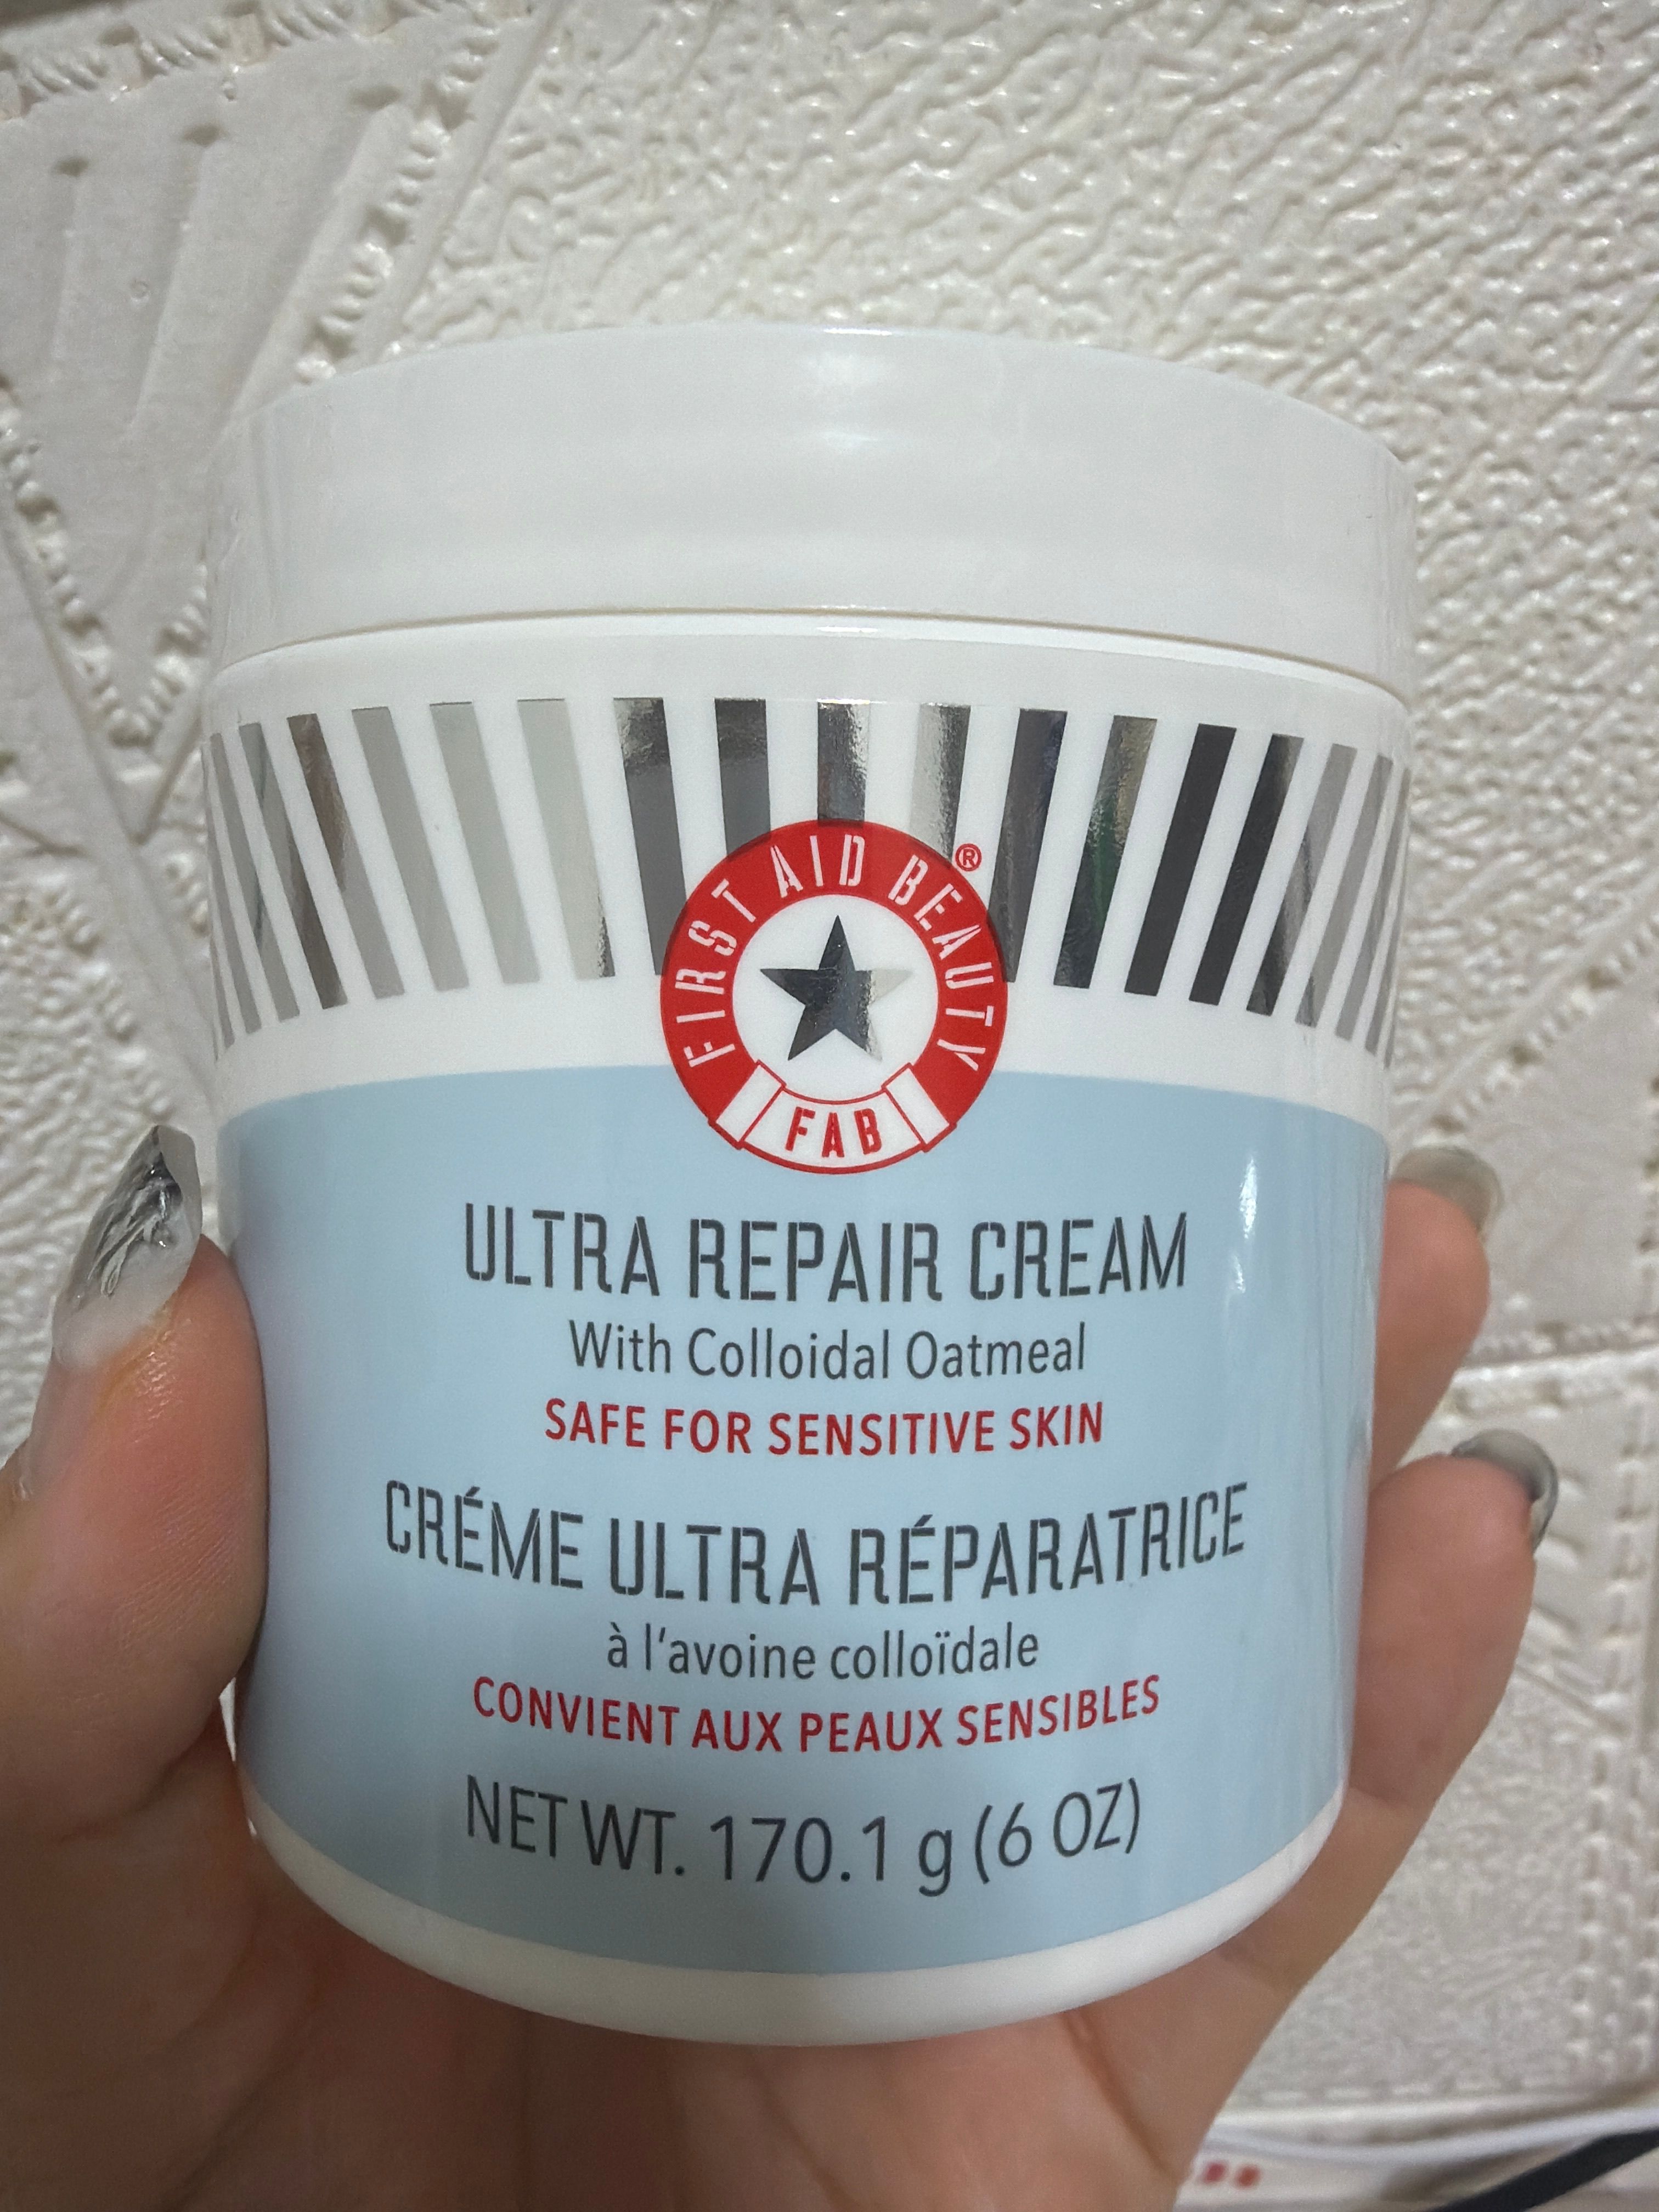 FIRST AID BEAUTY®
FAB
ULTRA REPAIR CREAM
With Colloidal Oatmeal
SAFE FOR SENSITIVE SKIN
CRÉME ULTRA RÉPARATRICE
à l'avoine colloïdale
CONVIENT AUX PEAUX SENSIBLES
NET WT. 170.1 g (6 OZ)